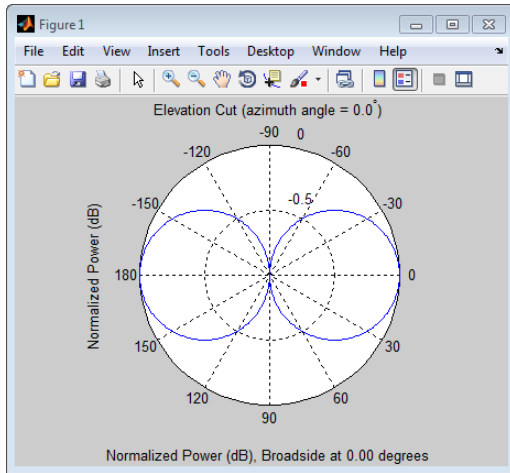 Figure 1
File Edit View Insert Tools Desktop Window Help
Elevation Cut (azimuth angle = 0.0°)
-90 0
-120 -60
-0.5
-150 -30
Normalized Power (dB)
180 0
150 30
120 60
90
Normalized Power (dB), Broadside at 0.00 degrees